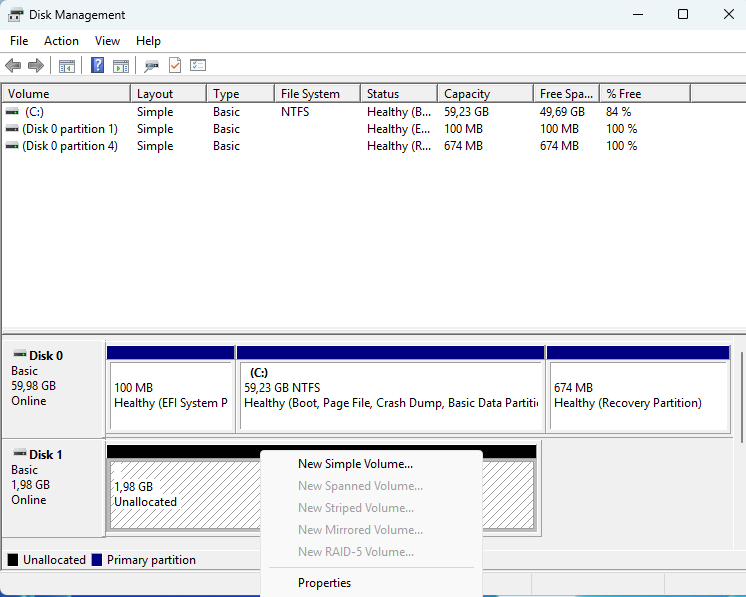 Disk Management
File Action View Help
Volume Layout Type File System Status Capacity Free Spa... % Free
(C:) Simple Basic NTFS Healthy (B... 59,23 GB 49,69 GB 84 %
(Disk 0 partition 1) Simple Basic Healthy (E... 100 MB 100 MB 100 %
(Disk 0 partition 4) Simple Basic Healthy (R... 674 MB 674 MB 100 %
Disk 0
Basic
59,98 GB
Online
100 MB
Healthy (EFI System P
(C:)
59,23 GB NTFS
Healthy (Boot, Page File, Crash Dump, Basic Data Partiti
674 MB
Healthy (Recovery Partition)
Disk 1
Basic
1,98 GB
Online
1,98 GB
Unallocated
New Simple Volume...
New Spanned Volume...
New Striped Volume...
New Mirrored Volume...
New RAID-5 Volume...
Properties
Unallocated Primary partition